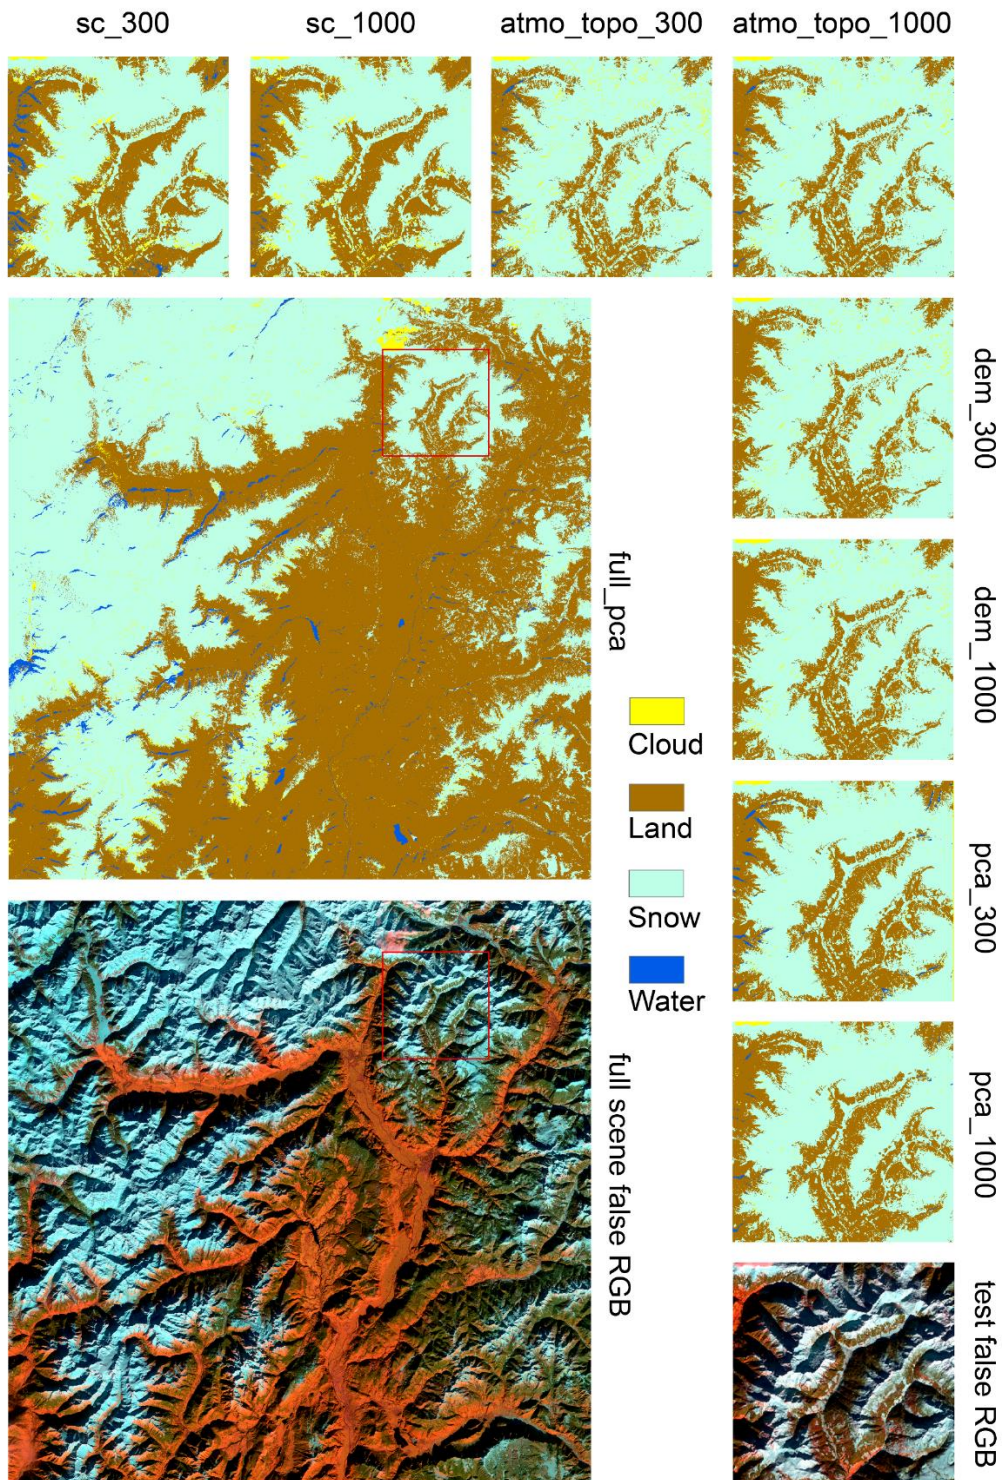 sc_300
sc_1000
atmo_topo_300
atmo_topo_1000
dem_300
dem_1000
pca_300
pca_1000
test false RGB
full_pca
Cloud
Land
Snow
Water
full scene false RGB